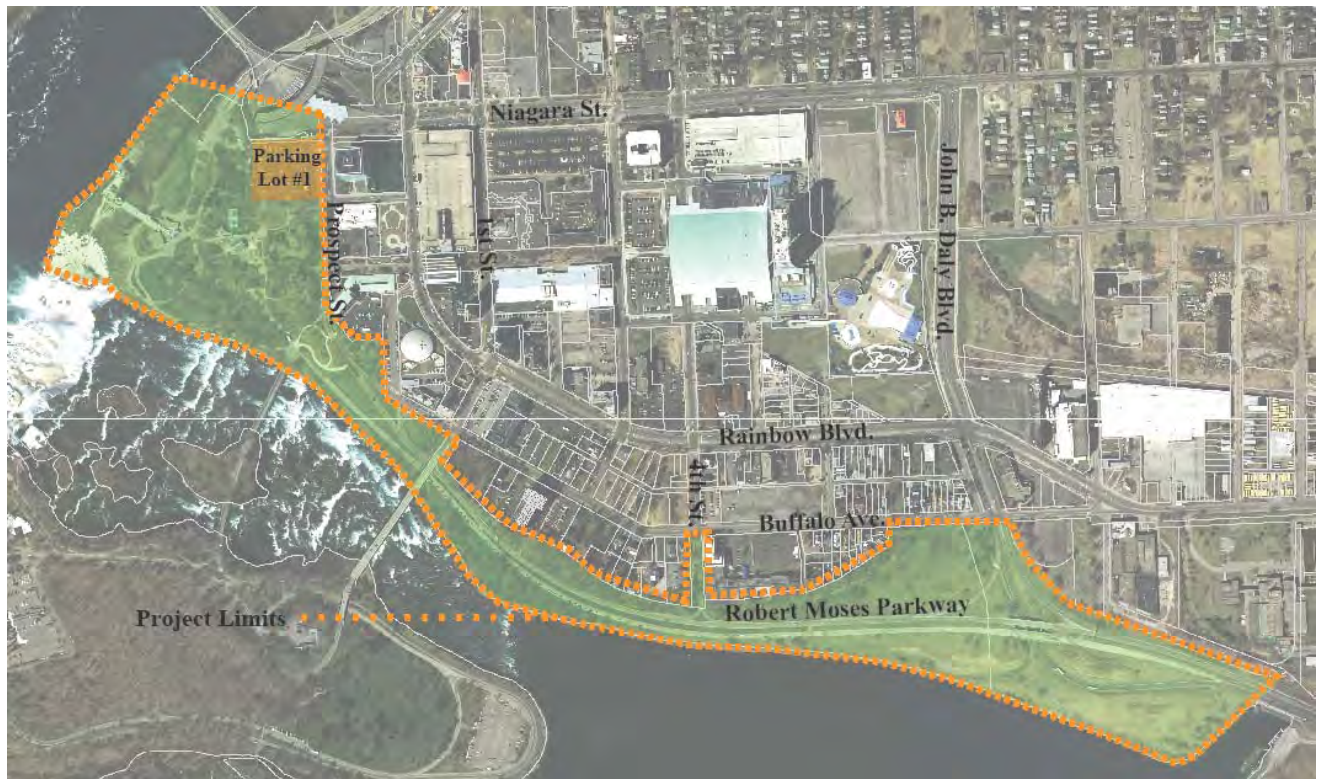 Niagara St.
Parking
Lot #1
Prospect St.
1st St.
John B. Daly Blvd.
Rainbow Blvd.
4th St.
Buffalo Ave.
Robert Moses Parkway
Project Limits